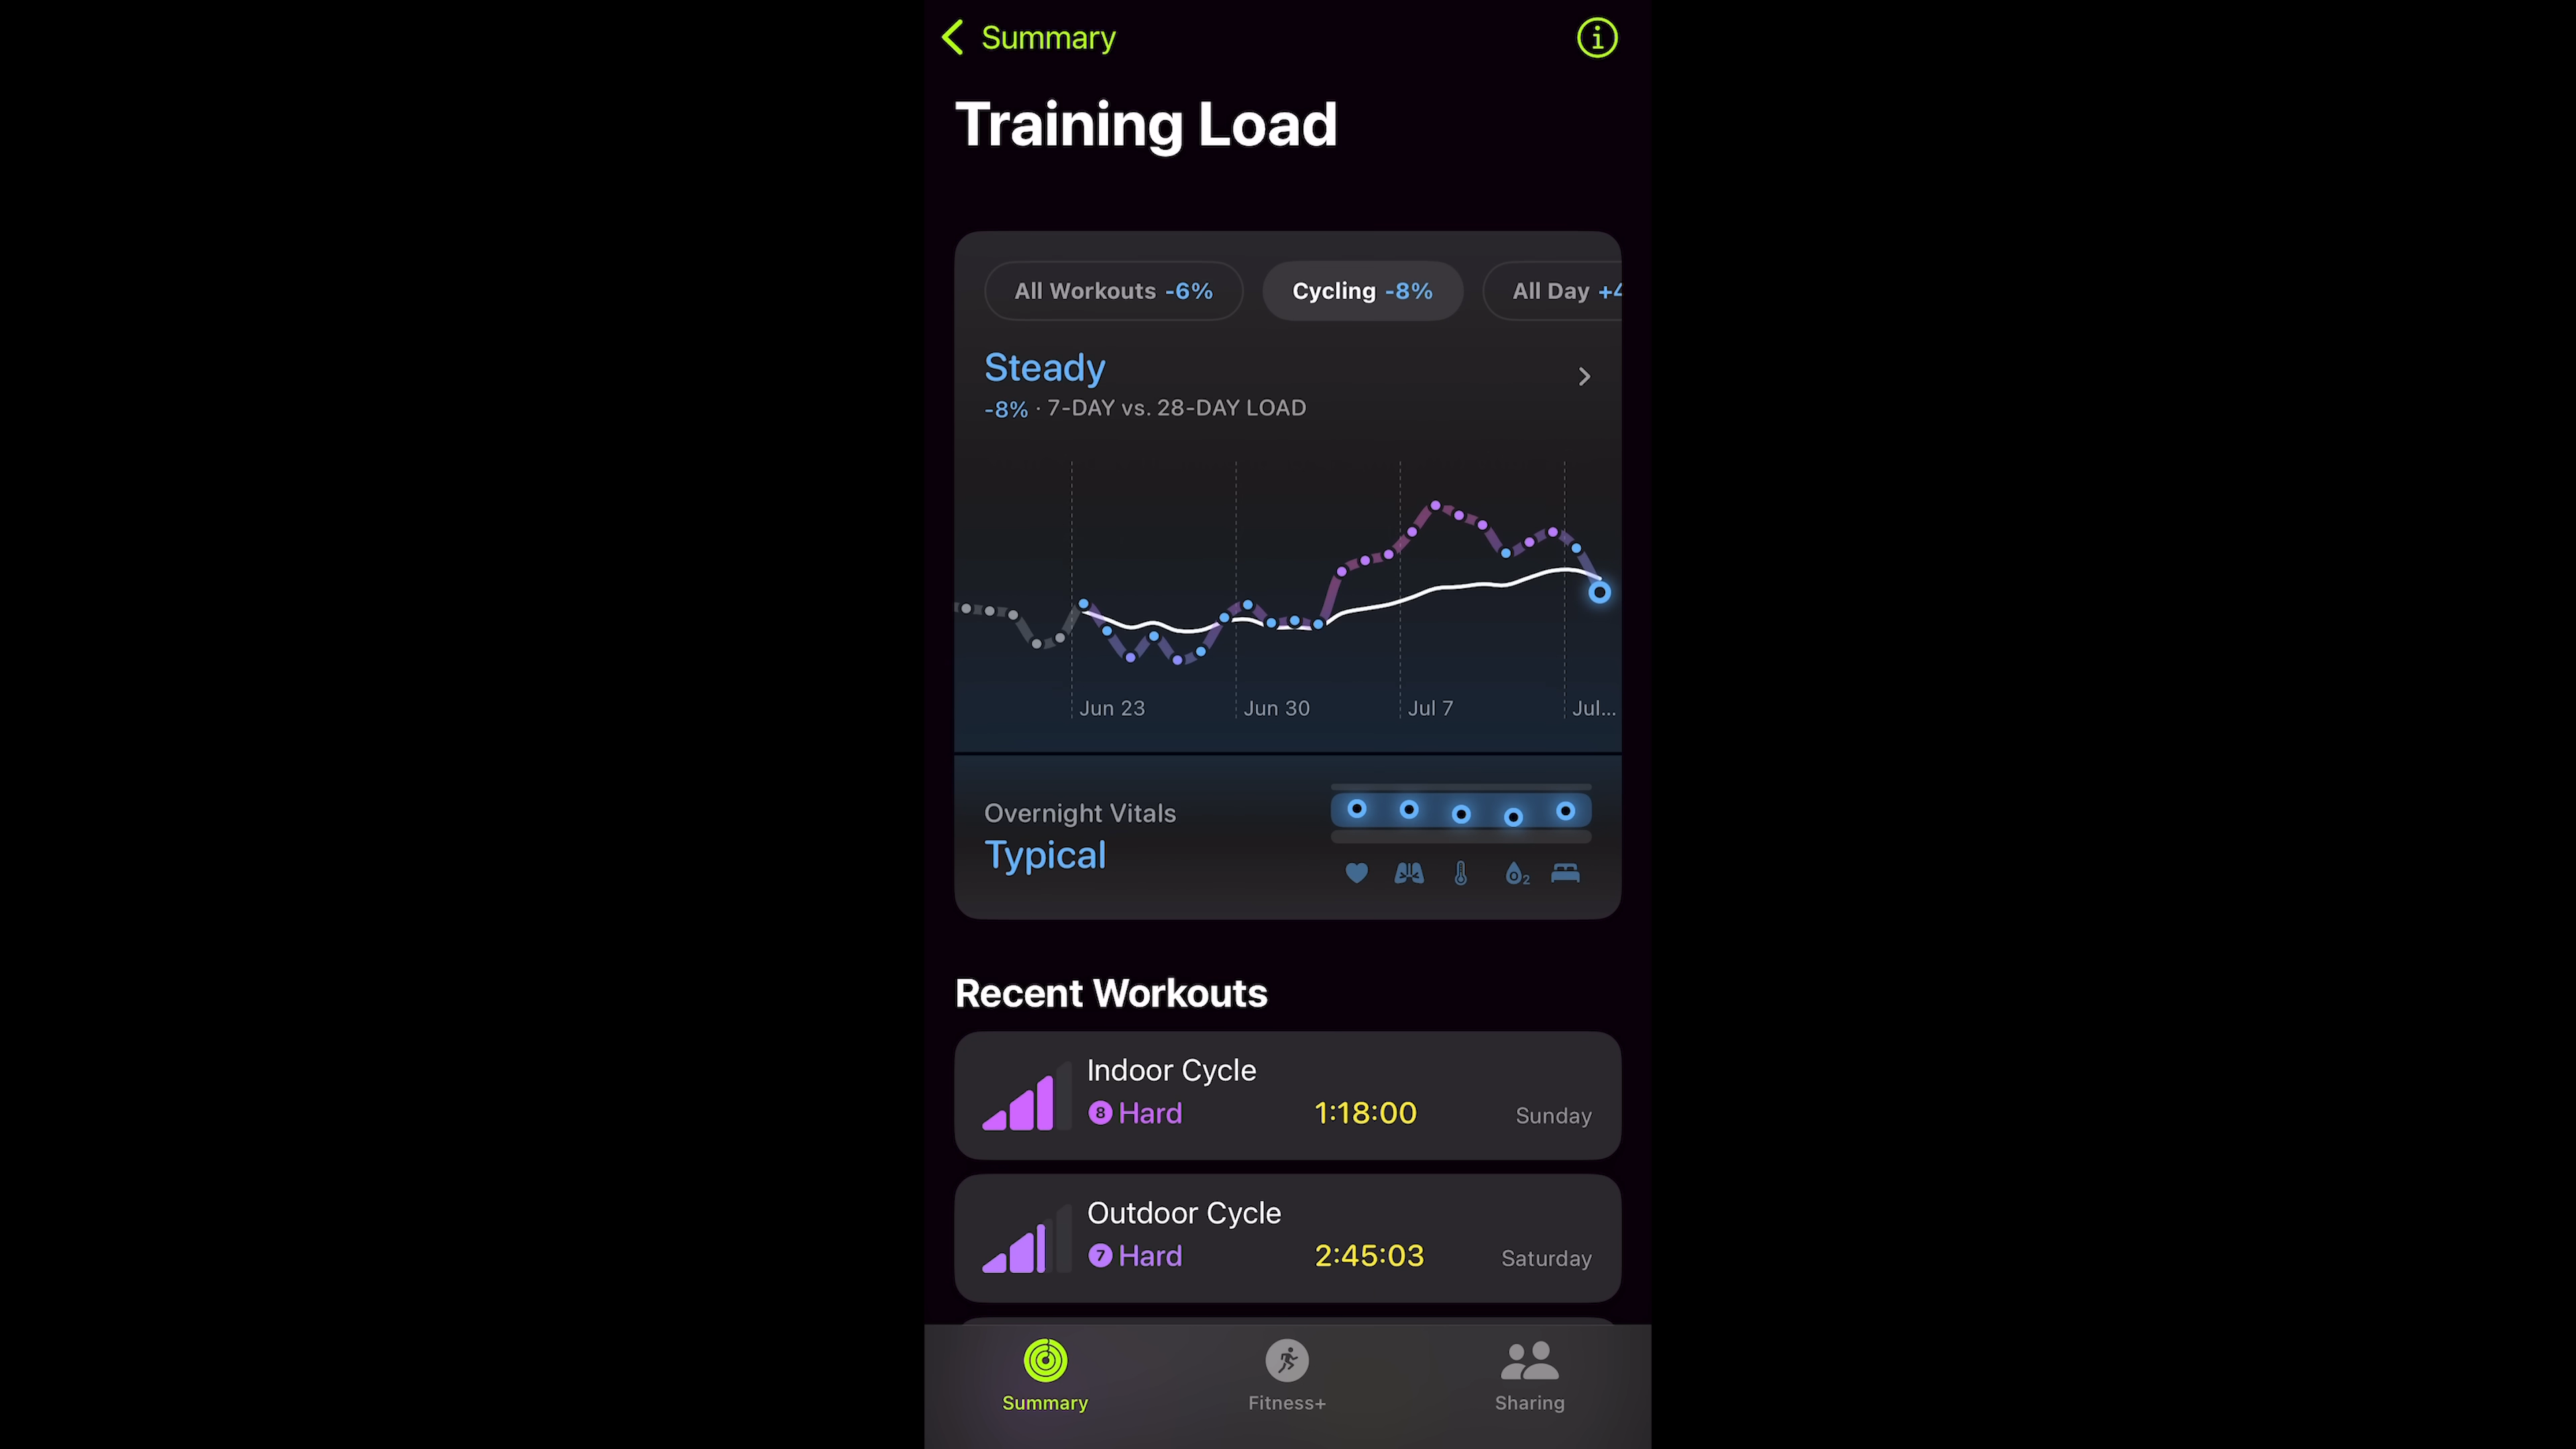 Summary
Training Load
All Workouts -6%
Cycling -8%
All Day +4
Steady
-8% · 7-DAY vs. 28-DAY LOAD
Jun 23
Jun 30
Jul 7
Jul...
Overnight Vitals
Typical
O2
Recent Workouts
Indoor Cycle
8 Hard
1:18:00
Sunday
Outdoor Cycle
7 Hard
2:45:03
Saturday
Summary
Fitness+
Sharing